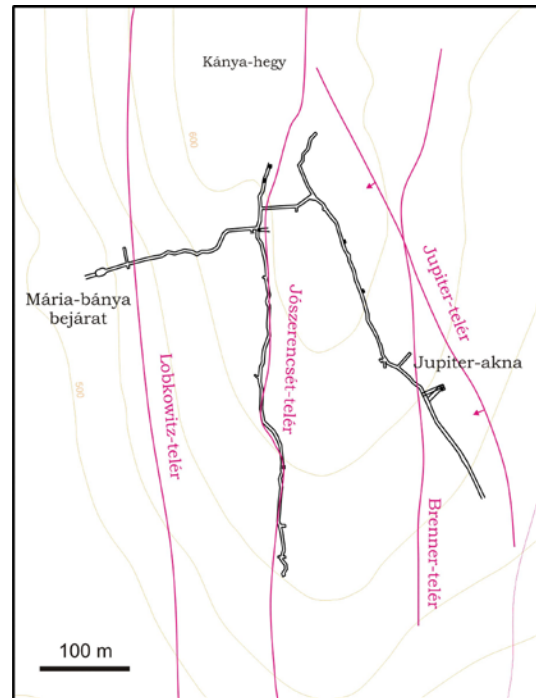 Kánya-hegy
600
Mária-bánya
bejárat
500
Lobkowitz-telér
Jószerencsét-telér
Jupiter-telér
Jupiter-akna
Brenner-telér
100 m